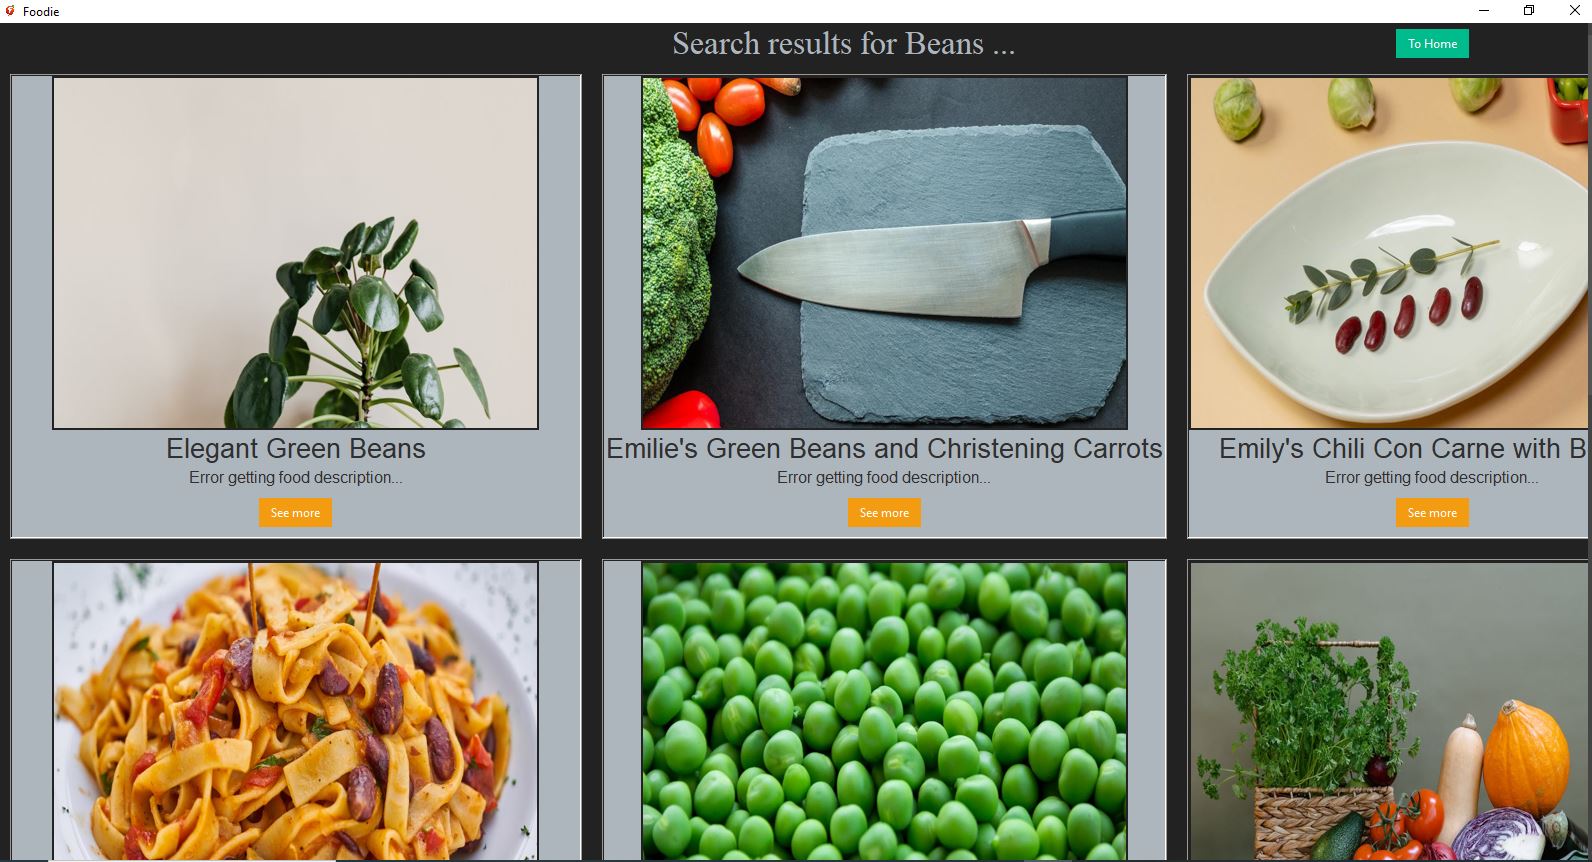 Foodie
Search results for Beans ...
To Home
Elegant Green Beans
Error getting food description...
See more
Emilie's Green Beans and Christening Carrots
Error getting food description...
See more
Emily's Chili Con Carne with B
Error getting food description...
See more